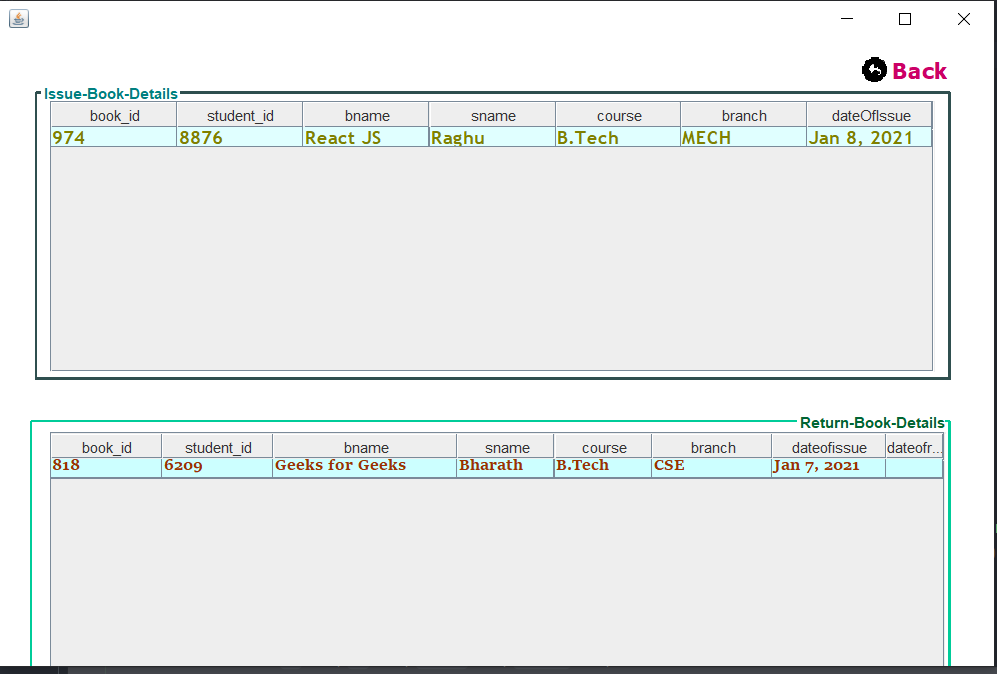 Back
Issue-Book-Details
book_id student_id bname sname course branch dateOfIssue
974 8876 React JS Raghu B.Tech MECH Jan 8, 2021
Return-Book-Details
book_id student_id bname sname course branch dateofissue dateofr...
818 6209 Geeks for Geeks Bharath B.Tech CSE Jan 7, 2021